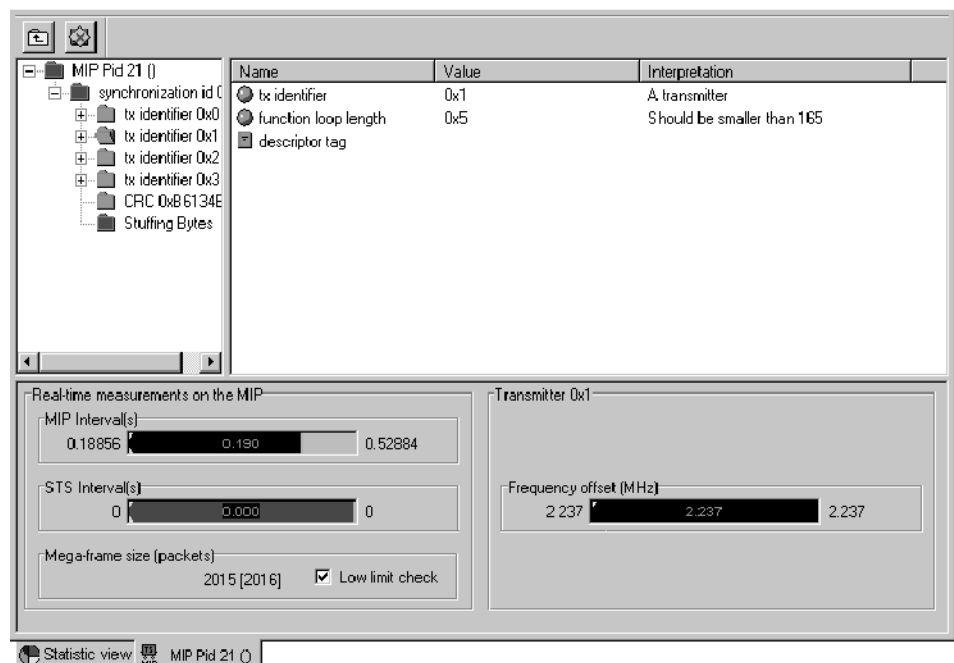 MIP Pid 21 ()
synchronization id 0
tx identifier 0x0
tx identifier 0x1
tx identifier 0x2
tx identifier 0x3
CRC 0xB6134E
Stuffing Bytes
Name Value Interpretation
tx identifier 0x1 A transmitter
function loop length 0x5 Should be smaller than 165
descriptor tag
Real-time measurements on the MIP
MIP Interval(s)
0.18856 0.190 0.52884
STS Interval(s)
0 0.000 0
Mega-frame size (packets)
2015 [2016] Low limit check
Transmitter 0x1
Frequency offset (MHz)
2.237 2.237 2.237
Statistic view MIP Pid 21 ()